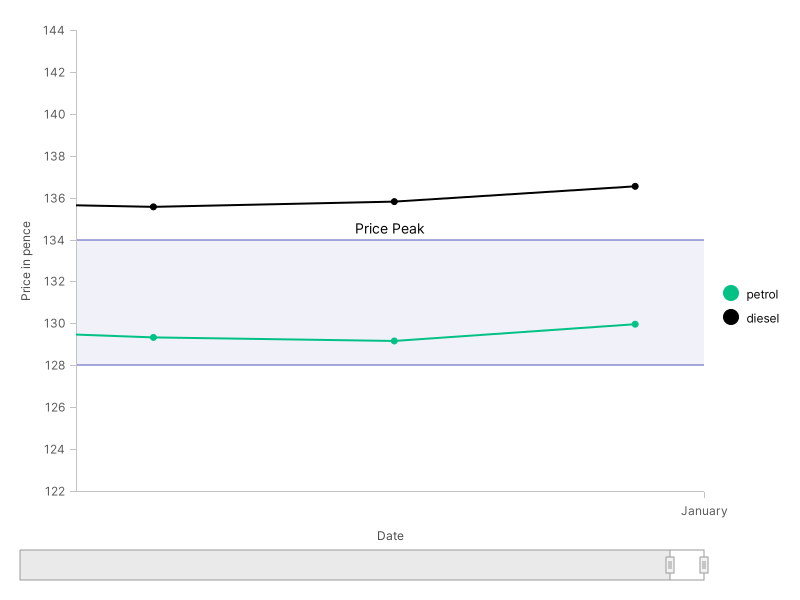 144
142
140
138
136
134
132
130
128
126
124
122
Price in pence
Price Peak
petrol
diesel
January
Date